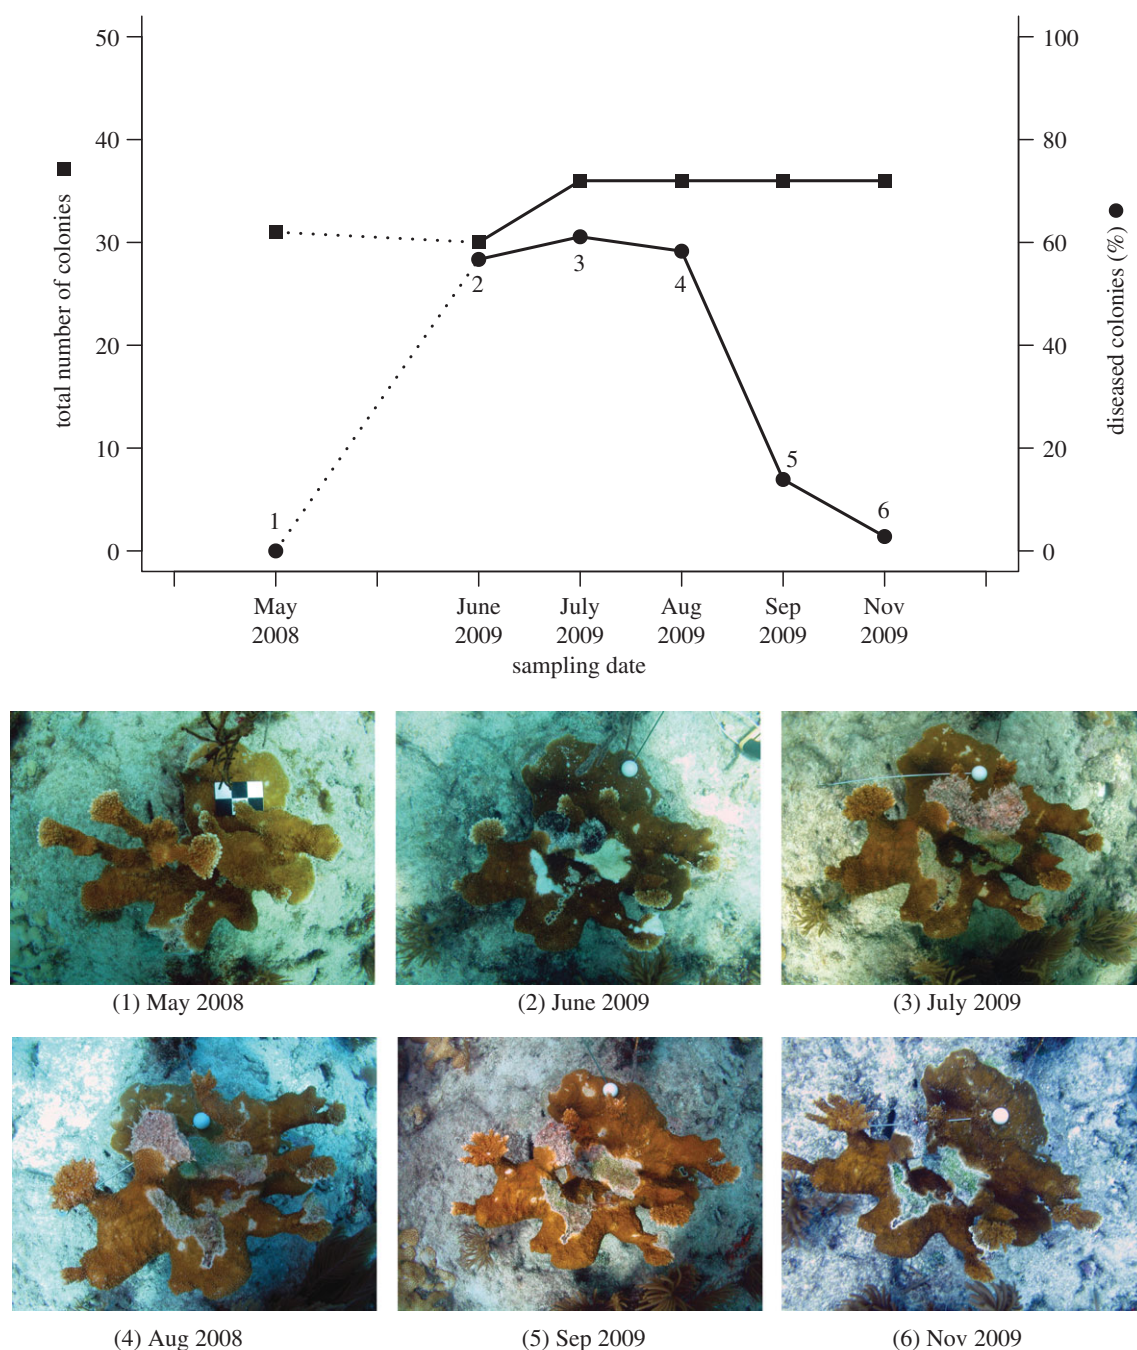 50
40
30
20
10
0
total number of colonies
100
80
60
40
20
0
diseased colonies (%)
1
2
3
4
5
6
May
2008
June
2009
July
2009
Aug
2009
Sep
2009
Nov
2009
sampling date
(1) May 2008
(2) June 2009
(3) July 2009
(4) Aug 2008
(5) Sep 2009
(6) Nov 2009